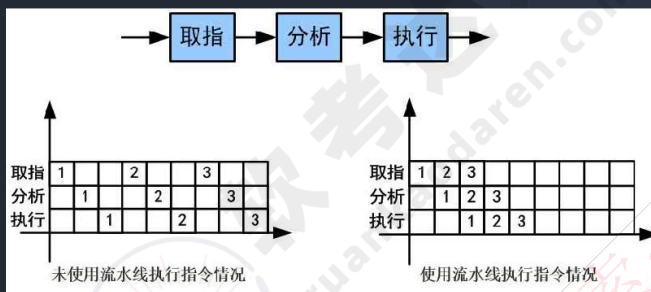 取指 分析 执行
取指 1 2 3
分析 1 2 3
执行 1 2 3
未使用流水线执行指令情况
取指 1 2 3
分析 1 2 3
执行 1 2 3
使用流水线执行指令情况
软考达